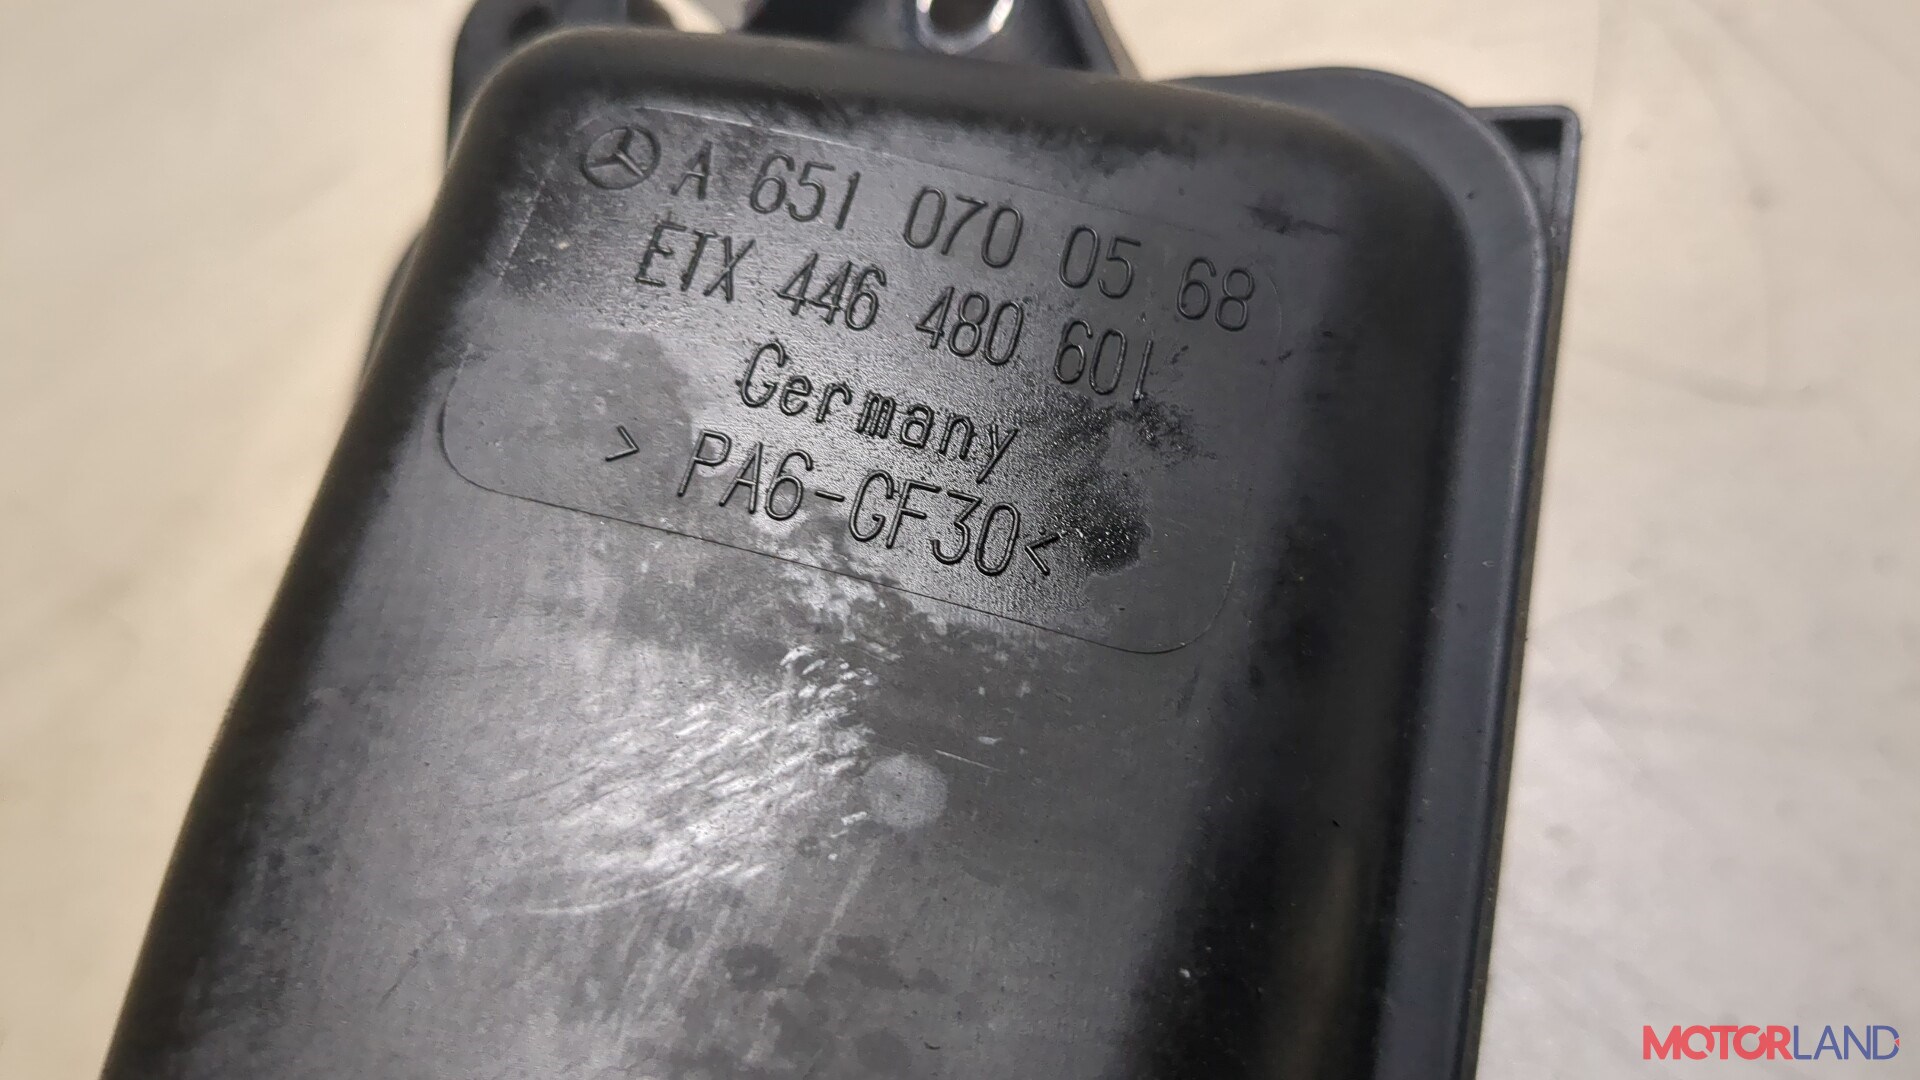 A 651 070 05 68
ETX 446 480 601
Germany
> PA6-GF30<
MOTORLAND